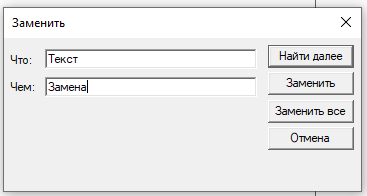 Заменить
Что: Текст
Найти далее
Чем: Замена
Заменить
Заменить все
Отмена